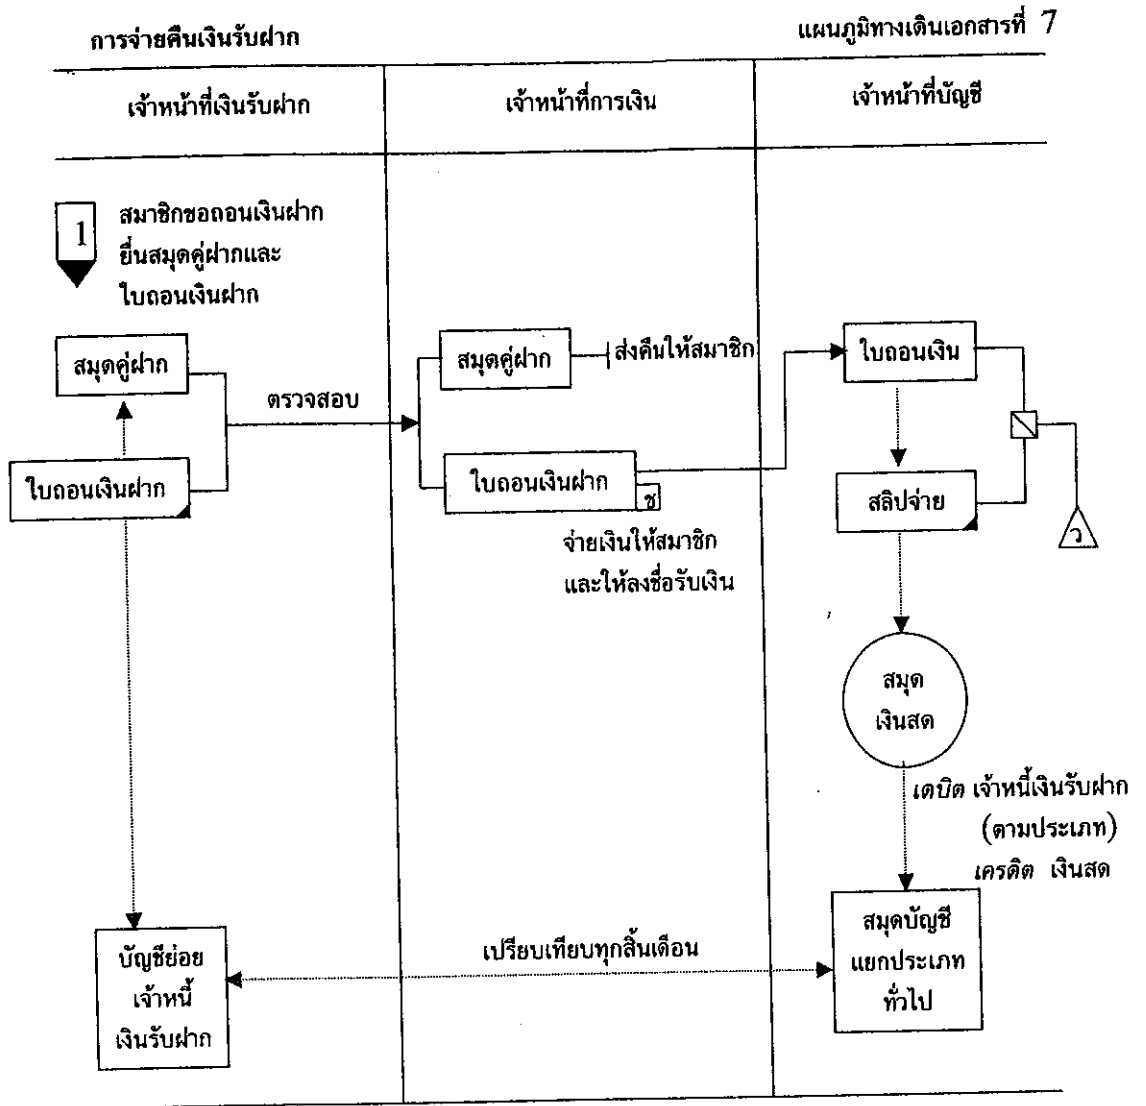 การจ่ายคืนเงินรับฝาก
แผนภูมิทางเดินเอกสารที่ 7
เจ้าหน้าที่เงินรับฝาก
เจ้าหน้าที่การเงิน
เจ้าหน้าที่บัญชี
1
สมาชิกขอถอนเงินฝาก
ยื่นสมุดคู่ฝากและ
ใบถอนเงินฝาก
สมุดคู่ฝาก
ใบถอนเงินฝาก
ตรวจสอบ
สมุดคู่ฝาก
ส่งคืนให้สมาชิก
ใบถอนเงินฝาก
ช
จ่ายเงินให้สมาชิก
และให้ลงชื่อรับเงิน
ใบถอนเงิน
สลิปจ่าย
ว
สมุด
เงินสด
เดบิต เจ้าหนี้เงินรับฝาก
(ตามประเภท)
เครดิต เงินสด
บัญชีย่อย
เจ้าหนี้
เงินรับฝาก
เปรียบเทียบทุกสิ้นเดือน
สมุดบัญชี
แยกประเภท
ทั่วไป